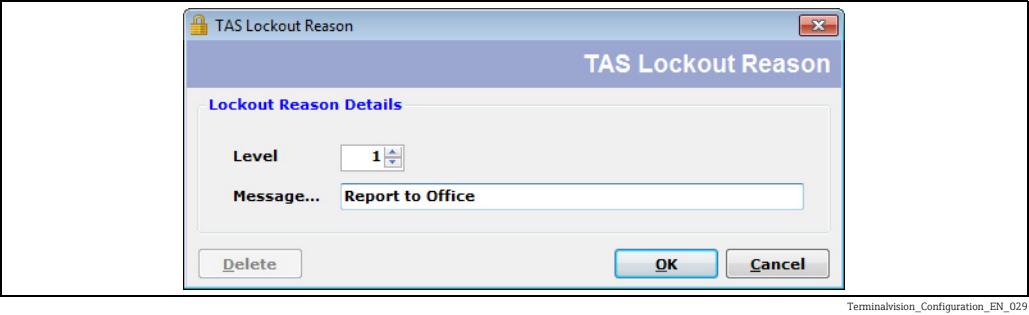 TAS Lockout Reason
TAS Lockout Reason
Lockout Reason Details
Level 1
Message... Report to Office
Delete OK Cancel
Terminalvision_Configuration_EN_029